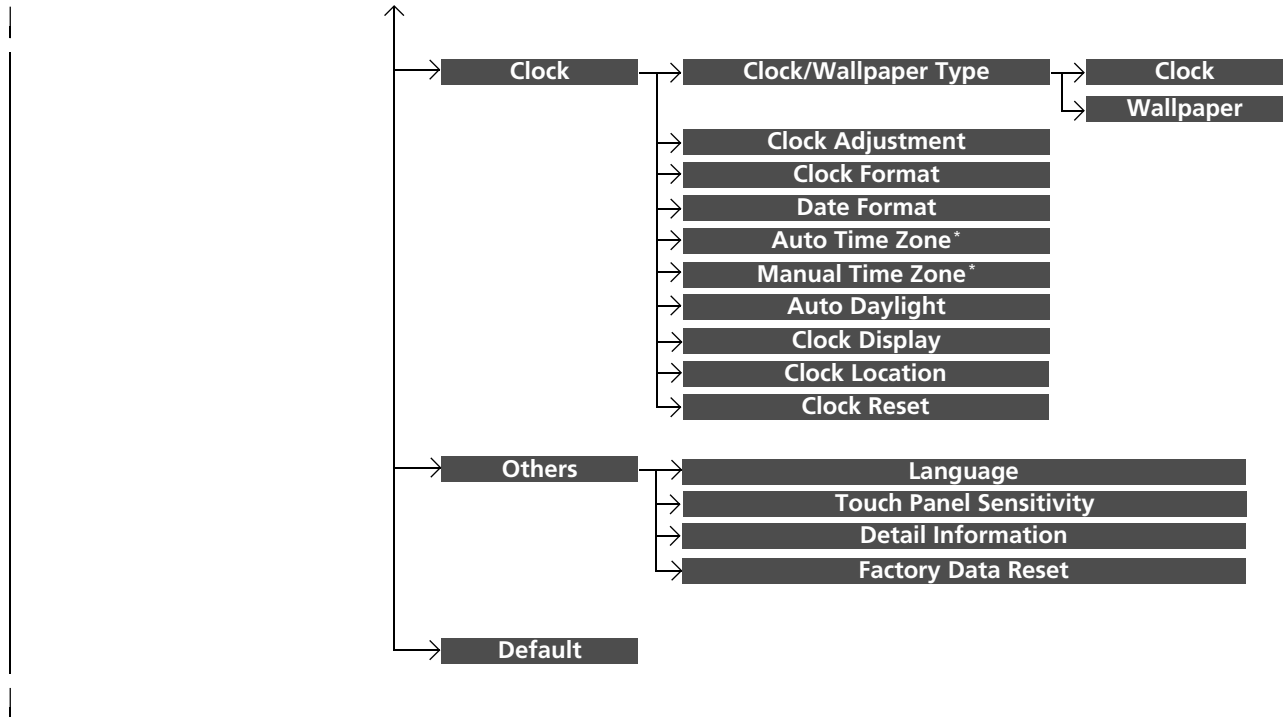 Clock
Clock/Wallpaper Type
Clock
Wallpaper
Clock Adjustment
Clock Format
Date Format
Auto Time Zone*
Manual Time Zone*
Auto Daylight
Clock Display
Clock Location
Clock Reset
Others
Language
Touch Panel Sensitivity
Detail Information
Factory Data Reset
Default